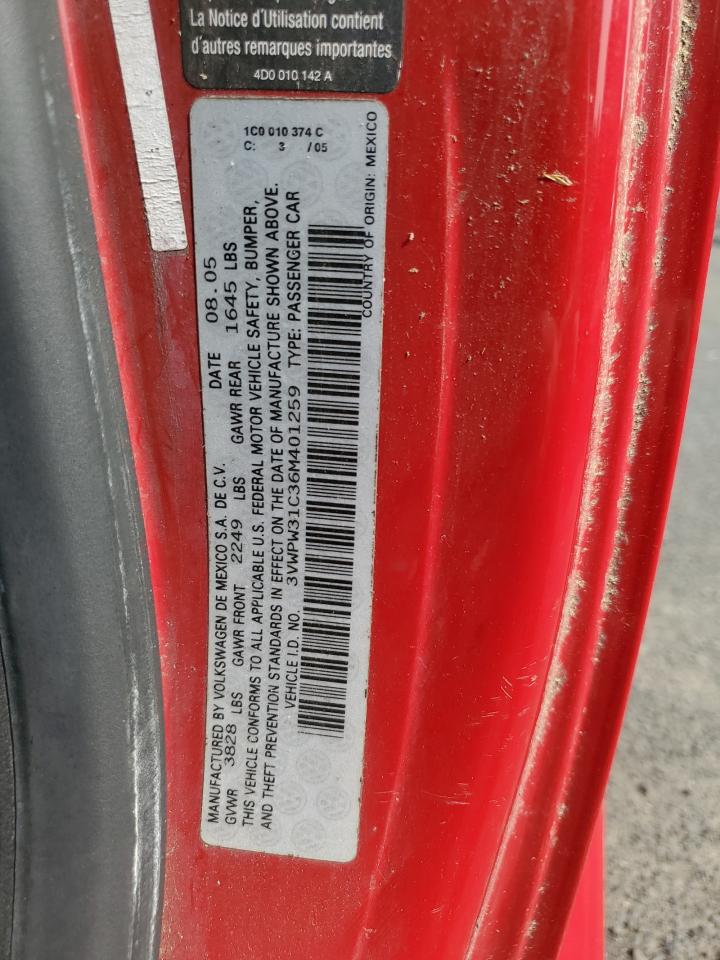 La Notice d'Utilisation contient
d'autres remarques importantes
4D0 010 142 A
1C0 010 374 C
C: 3 /05
MANUFACTURED BY VOLKSWAGEN DE MEXICO S.A. DE C.V. DATE 08.05
GVWR 3828 LBS GAWR FRONT 2249 LBS GAWR REAR 1645 LBS
THIS VEHICLE CONFORMS TO ALL APPLICABLE U.S. FEDERAL MOTOR VEHICLE SAFETY, BUMPER,
AND THEFT PREVENTION STANDARDS IN EFFECT ON THE DATE OF MANUFACTURE SHOWN ABOVE.
VEHICLE I.D. NO. 3VWPW31C36M401259 TYPE: PASSENGER CAR
COUNTRY OF ORIGIN: MEXICO